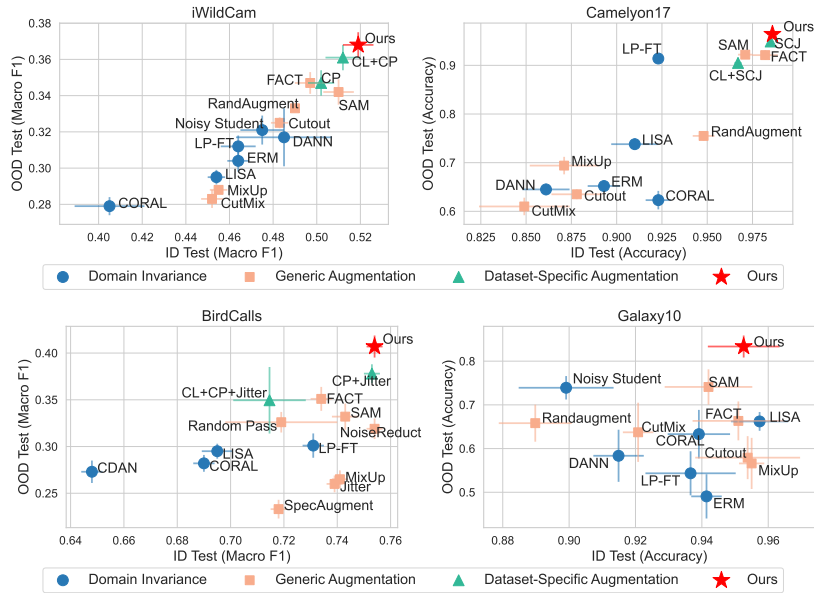 iWildCam
OOD Test (Macro F1)
0.38
0.36
0.34
0.32
0.30
0.28
Ours
CL+CP
FACT
CP
SAM
RandAugment
Noisy Student
Cutout
DANN
LP-FT
ERM
LISA
MixUp
CutMix
CORAL
0.40 0.42 0.44 0.46 0.48 0.50 0.52
ID Test (Macro F1)
Camelyon17
OOD Test (Accuracy)
0.9
0.8
0.7
0.6
Ours
SCJ
SAM
FACT
LP-FT
CL+SCJ
RandAugment
LISA
MixUp
DANN
ERM
Cutout
CORAL
CutMix
0.825 0.850 0.875 0.900 0.925 0.950 0.975
ID Test (Accuracy)
Domain Invariance Generic Augmentation Dataset-Specific Augmentation Ours
BirdCalls
OOD Test (Macro F1)
0.40
0.35
0.30
0.25
Ours
CP+Jitter
CL+CP+Jitter
FACT
SAM
Random Pass
NoiseReduct
LP-FT
LISA
CORAL
CDAN
MixUp
Jitter
SpecAugment
0.64 0.66 0.68 0.70 0.72 0.74 0.76
ID Test (Macro F1)
Galaxy10
OOD Test (Accuracy)
0.8
0.7
0.6
0.5
Ours
Noisy Student
SAM
Randaugment
FACT
LISA
CutMix
CORAL
DANN
Cutout
MixUp
LP-FT
ERM
0.88 0.90 0.92 0.94 0.96
ID Test (Accuracy)
Domain Invariance Generic Augmentation Dataset-Specific Augmentation Ours